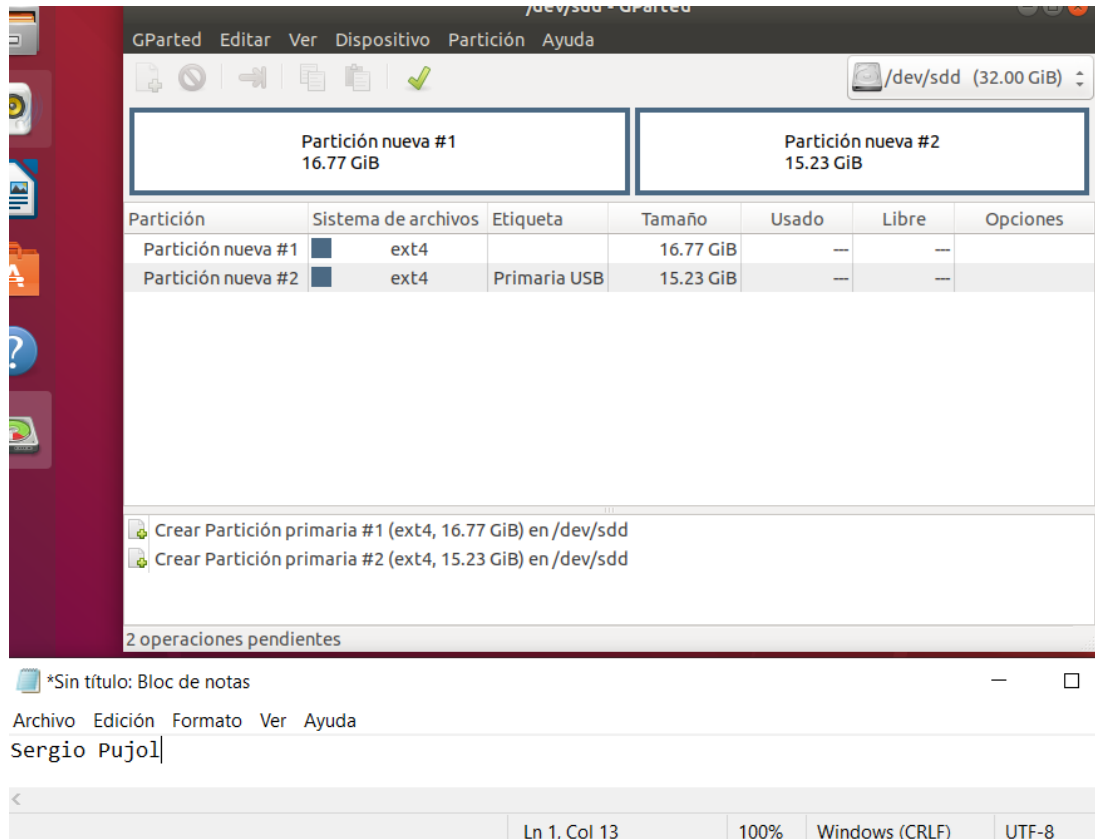 /dev/sdd - GParted
GParted Editar Ver Dispositivo Partición Ayuda
/dev/sdd (32.00 GiB)
Partición nueva #1
16.77 GiB
Partición nueva #2
15.23 GiB
Partición Sistema de archivos Etiqueta Tamaño Usado Libre Opciones
Partición nueva #1 ext4 16.77 GiB --- ---
Partición nueva #2 ext4 Primaria USB 15.23 GiB --- ---
Crear Partición primaria #1 (ext4, 16.77 GiB) en /dev/sdd
Crear Partición primaria #2 (ext4, 15.23 GiB) en /dev/sdd
2 operaciones pendientes
*Sin título: Bloc de notas
Archivo Edición Formato Ver Ayuda
Sergio Pujol
Ln 1, Col 13 100% Windows (CRLF) UTF-8